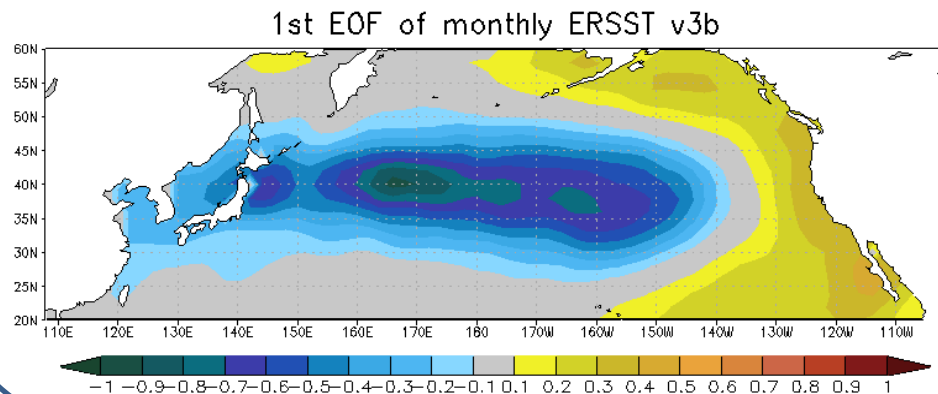 1st EOF of monthly ERSST v3b
60N
55N
50N
45N
40N
35N
30N
25N
20N
110E 120E 130E 140E 150E 160E 170E 180 170W 160W 150W 140W 130W 120W 110W
-1 -0.9 -0.8 -0.7 -0.6 -0.5 -0.4 -0.3 -0.2 -0.1 0.1 0.2 0.3 0.4 0.5 0.6 0.7 0.8 0.9 1